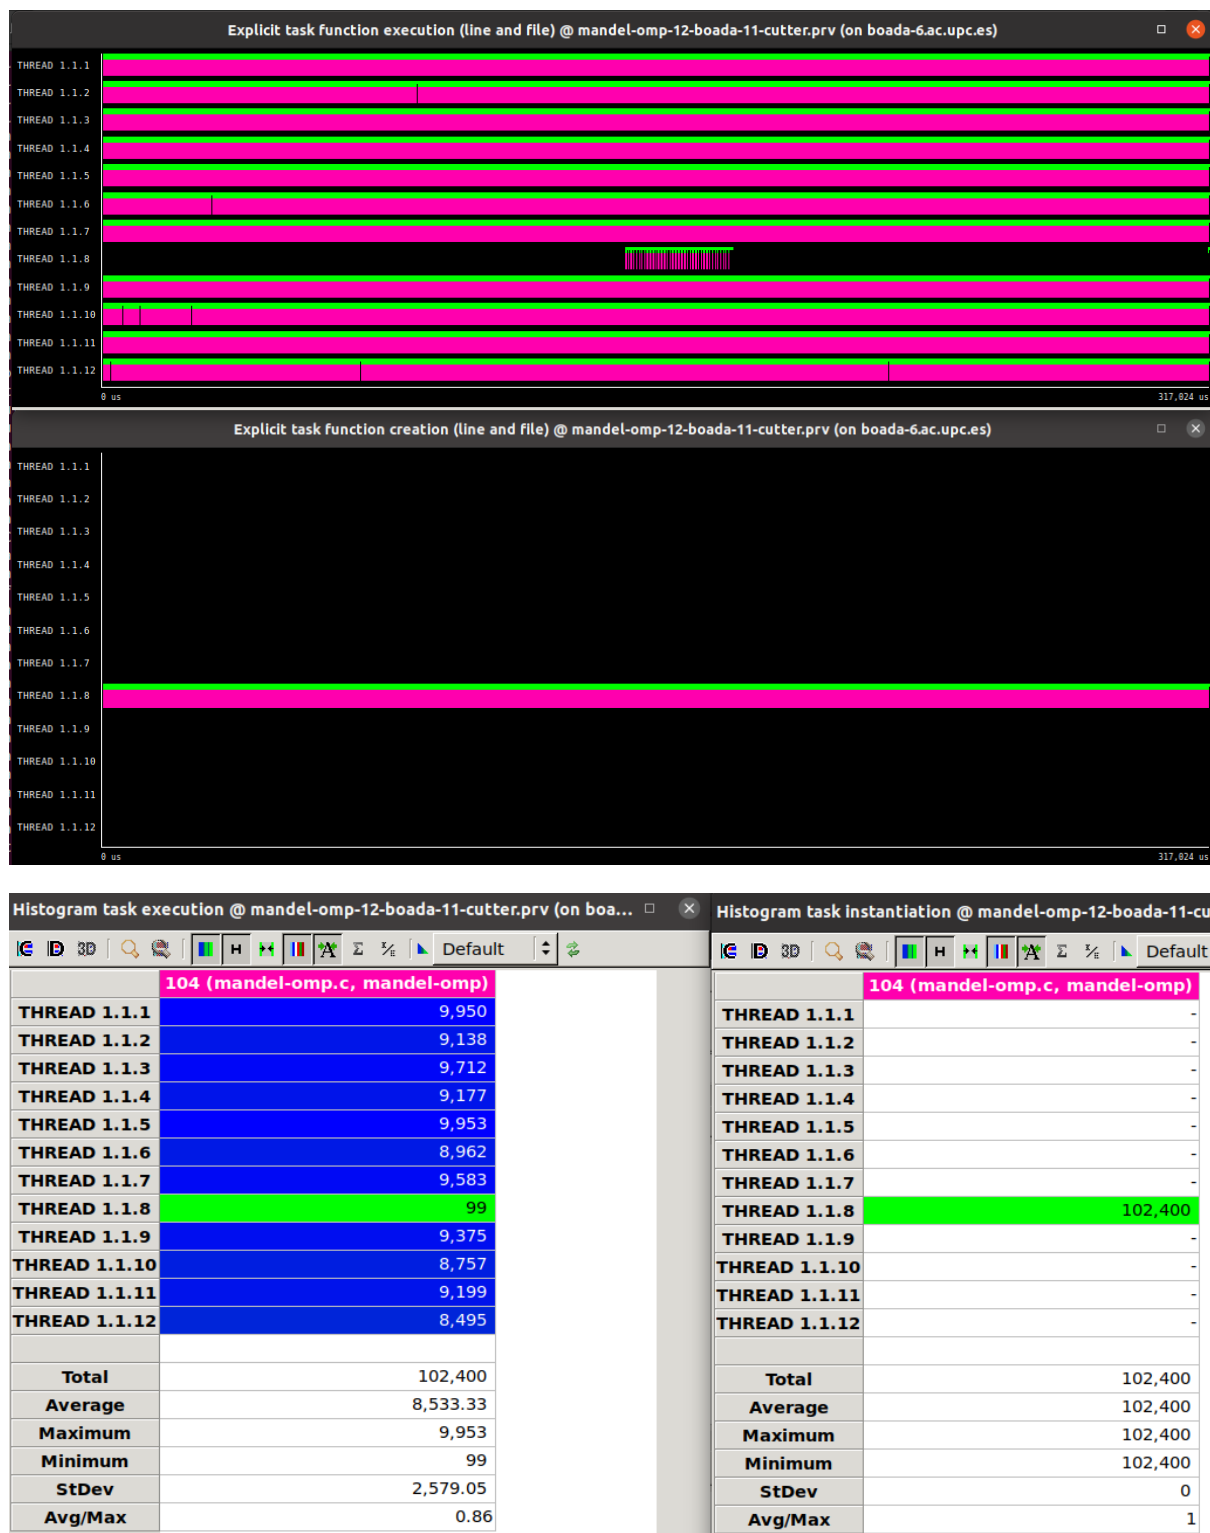 Explicit task function execution (line and file) @ mandel-omp-12-boada-11-cutter.prv (on boada-6.ac.upc.es)
THREAD 1.1.1
THREAD 1.1.2
THREAD 1.1.3
THREAD 1.1.4
THREAD 1.1.5
THREAD 1.1.6
THREAD 1.1.7
THREAD 1.1.8
THREAD 1.1.9
THREAD 1.1.10
THREAD 1.1.11
THREAD 1.1.12
0 us 317,024 us
Explicit task function creation (line and file) @ mandel-omp-12-boada-11-cutter.prv (on boada-6.ac.upc.es)
THREAD 1.1.1
THREAD 1.1.2
THREAD 1.1.3
THREAD 1.1.4
THREAD 1.1.5
THREAD 1.1.6
THREAD 1.1.7
THREAD 1.1.8
THREAD 1.1.9
THREAD 1.1.10
THREAD 1.1.11
THREAD 1.1.12
0 us 317,024 us
Histogram task execution @ mandel-omp-12-boada-11-cutter.prv (on boa...
3D H Σ Default
104 (mandel-omp.c, mandel-omp)
THREAD 1.1.1 9,950
THREAD 1.1.2 9,138
THREAD 1.1.3 9,712
THREAD 1.1.4 9,177
THREAD 1.1.5 9,953
THREAD 1.1.6 8,962
THREAD 1.1.7 9,583
THREAD 1.1.8 99
THREAD 1.1.9 9,375
THREAD 1.1.10 8,757
THREAD 1.1.11 9,199
THREAD 1.1.12 8,495
Total 102,400
Average 8,533.33
Maximum 9,953
Minimum 99
StDev 2,579.05
Avg/Max 0.86
Histogram task instantiation @ mandel-omp-12-boada-11-cu
3D H Σ Default
104 (mandel-omp.c, mandel-omp)
THREAD 1.1.1 -
THREAD 1.1.2 -
THREAD 1.1.3 -
THREAD 1.1.4 -
THREAD 1.1.5 -
THREAD 1.1.6 -
THREAD 1.1.7 -
THREAD 1.1.8 102,400
THREAD 1.1.9 -
THREAD 1.1.10 -
THREAD 1.1.11 -
THREAD 1.1.12 -
Total 102,400
Average 102,400
Maximum 102,400
Minimum 102,400
StDev 0
Avg/Max 1